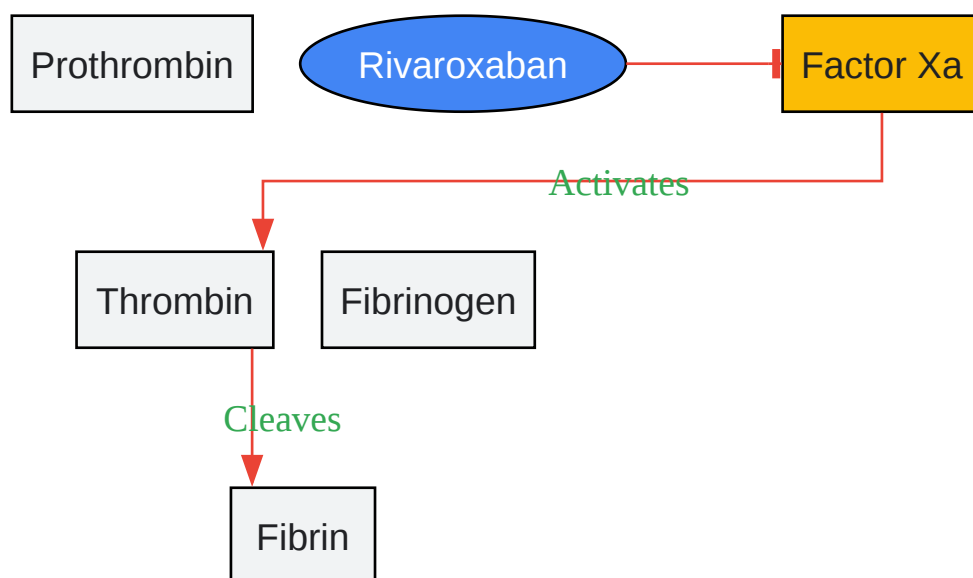 Prothrombin
Rivaroxaban
Factor Xa
Activates
Thrombin
Fibrinogen
Cleaves
Fibrin